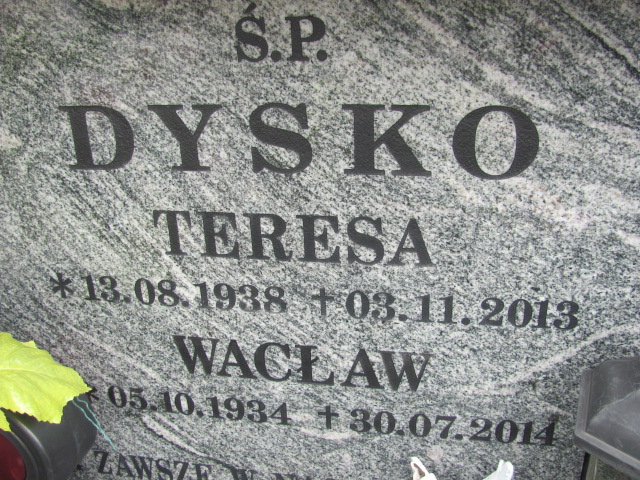 Ś.P.
DYSKO
TERESA
* 13.08.1938 † 03.11.2013
WACŁAW
* 05.10.1934 † 30.07.2014
ZAWSZE W